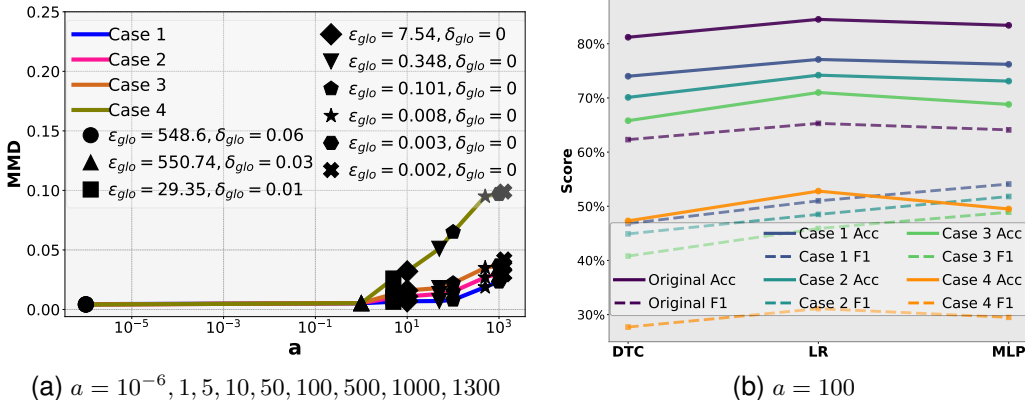 0.25
0.20
0.15
0.10
0.05
0.00
MMD
Case 1
Case 2
Case 3
Case 4
ε_glo = 548.6, δ_glo = 0.06
ε_glo = 550.74, δ_glo = 0.03
ε_glo = 29.35, δ_glo = 0.01
ε_glo = 7.54, δ_glo = 0
ε_glo = 0.348, δ_glo = 0
ε_glo = 0.101, δ_glo = 0
ε_glo = 0.008, δ_glo = 0
ε_glo = 0.003, δ_glo = 0
ε_glo = 0.002, δ_glo = 0
10⁻⁵ 10⁻³ 10⁻¹ 10¹ 10³
a
(a) a = 10⁻⁶, 1, 5, 10, 50, 100, 500, 1000, 1300
80%
70%
60%
50%
40%
30%
Score
Original Acc
Original F1
Case 1 Acc
Case 1 F1
Case 2 Acc
Case 2 F1
Case 3 Acc
Case 3 F1
Case 4 Acc
Case 4 F1
DTC LR MLP
(b) a = 100